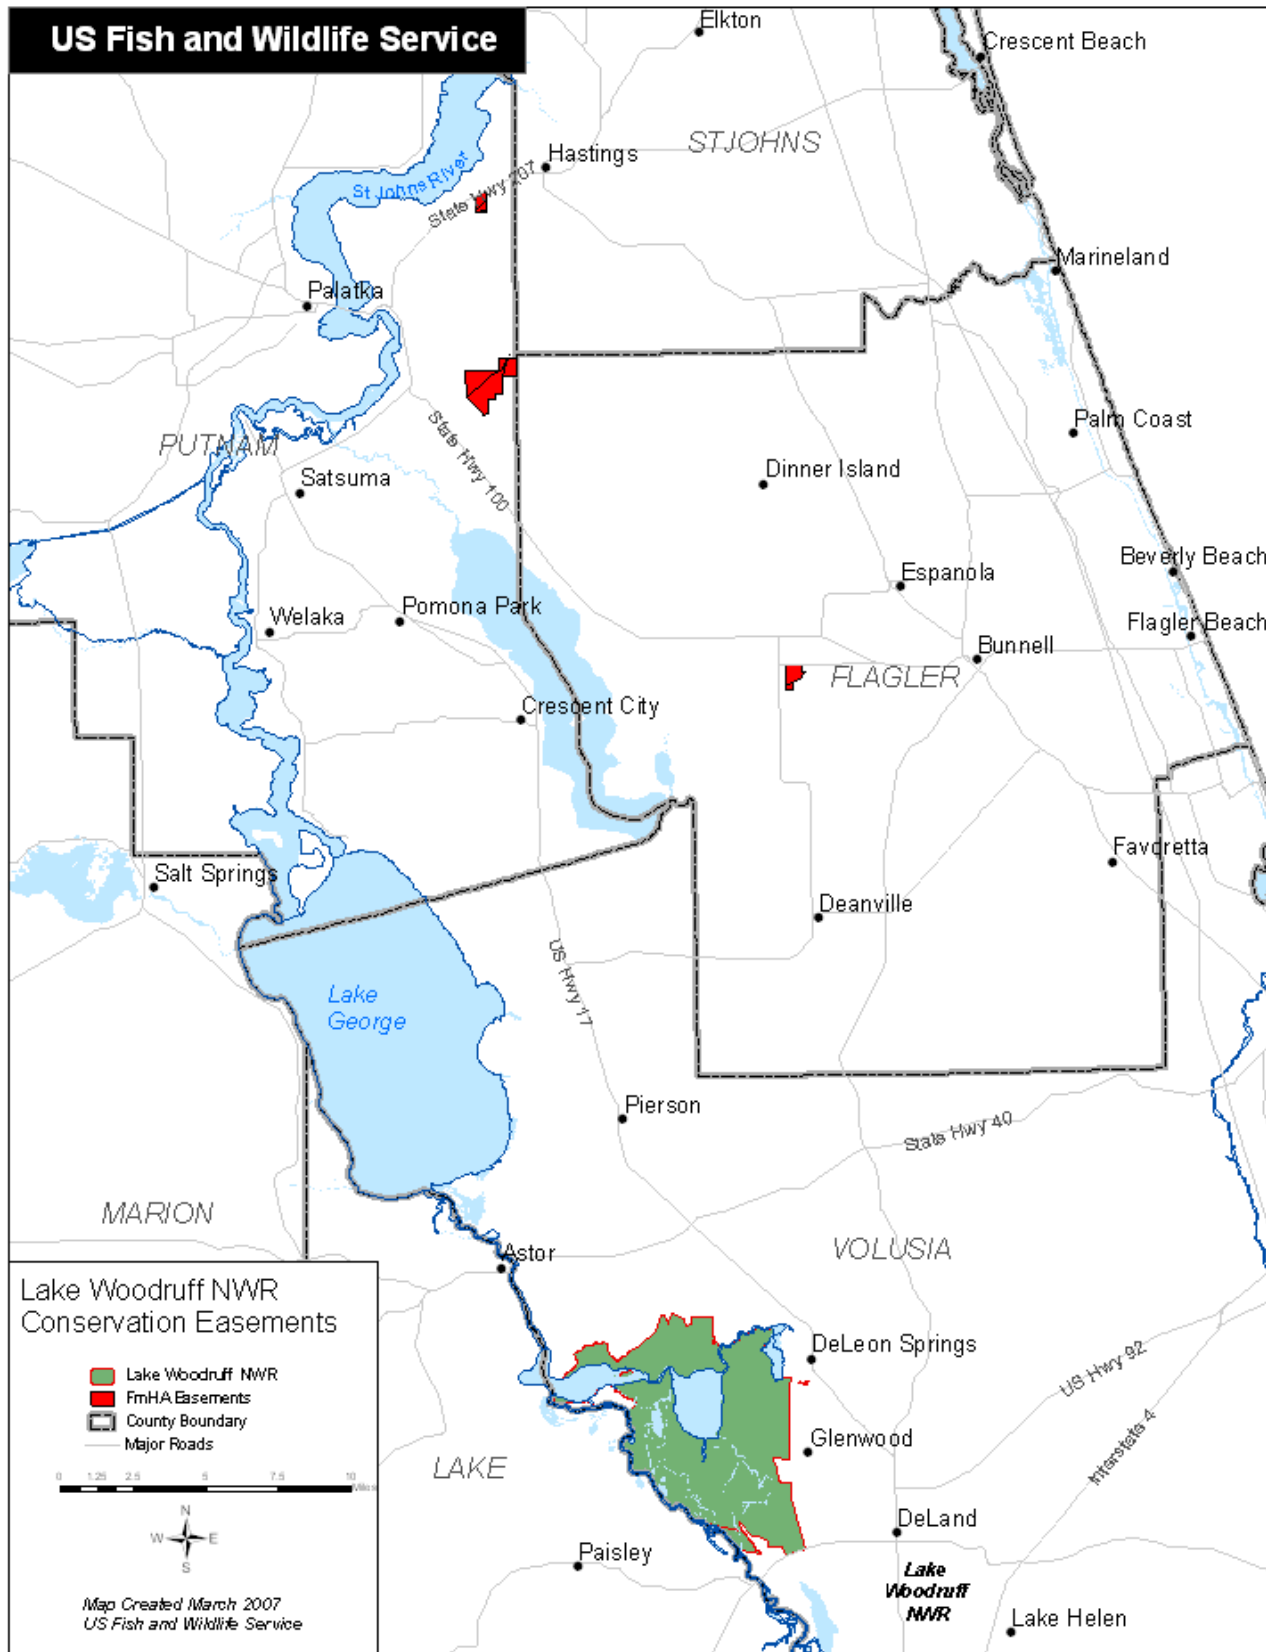 US Fish and Wildlife Service
Elkton
Crescent Beach
STJOHNS
Hastings
St Johns River
State Hwy 207
Marineland
Palatka
Palm Coast
State Hwy 100
PUTNAM
Dinner Island
Satsuma
Beverly Beach
Espanola
Pomona Park
Welaka
Flagler Beach
Bunnell
FLAGLER
Crescent City
Favoretta
Salt Springs
Deanville
US Hwy 17
Lake
George
Pierson
State Hwy 40
MARION
VOLUSIA
Astor
DeLeon Springs
US Hwy 92
Glenwood
Interstate 4
LAKE
DeLand
Paisley
Lake
Woodruff
NWR
Lake Helen
Lake Woodruff NWR
Conservation Easements
Lake Woodruff NWR
FmHA Easements
County Boundary
Major Roads
0 1.25 2.5 5 7.5 10
Miles
N
W E
S
Map Created March 2007
US Fish and Wildlife Service